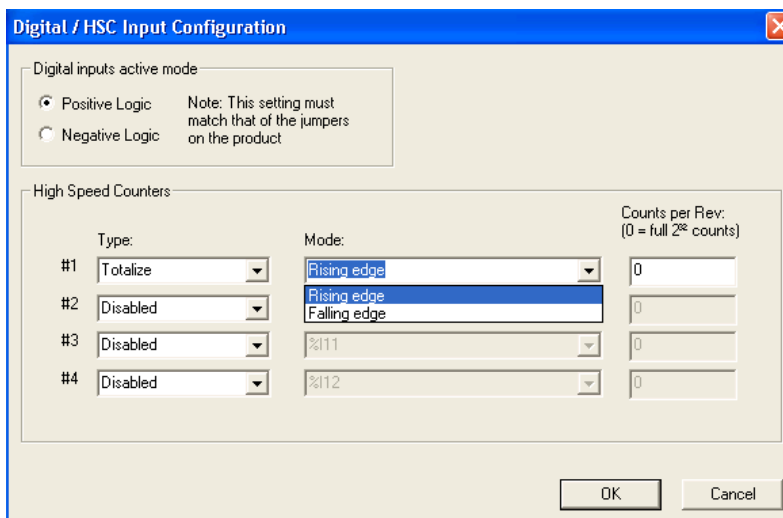 Digital / HSC Input Configuration
Digital inputs active mode
Positive Logic
Negative Logic
Note: This setting must
match that of the jumpers
on the product
High Speed Counters
Type:
Mode:
Counts per Rev:
(0 = full 2³² counts)
#1 Totalize Rising edge 0
Rising edge
Falling edge
#2 Disabled 0
#3 Disabled %I11 0
#4 Disabled %I12 0
OK Cancel